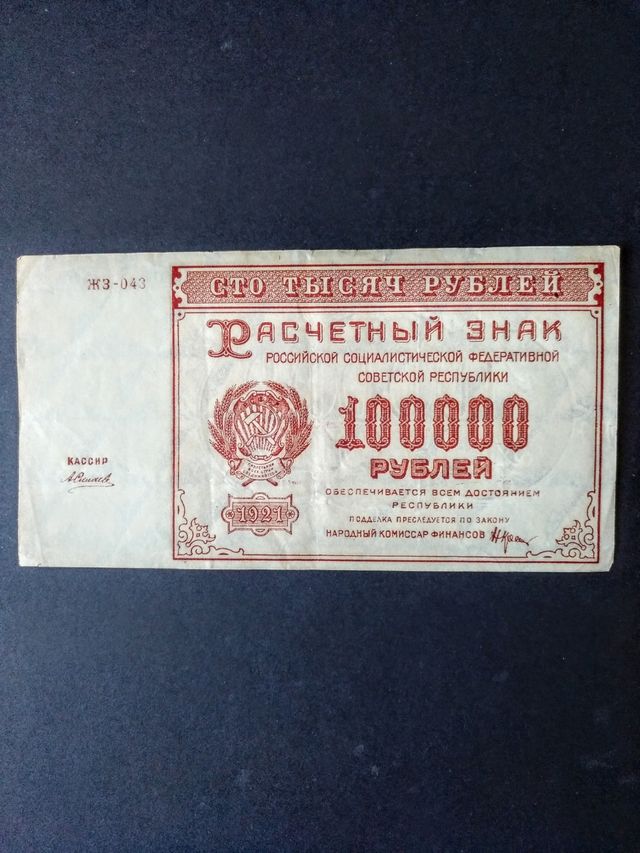 ЖЗ-043
СТО ТЫСЯЧ РУБЛЕЙ
РАСЧЕТНЫЙ ЗНАК
РОССИЙСКОЙ СОЦИАЛИСТИЧЕСКОЙ ФЕДЕРАТИВНОЙ
СОВЕТСКОЙ РЕСПУБЛИКИ
100000
РУБЛЕЙ
КАССИР
1921
ОБЕСПЕЧИВАЕТСЯ ВСЕМ ДОСТОЯНИЕМ
РЕСПУБЛИКИ
ПОДДЕЛКА ПРЕСЛЕДУЕТСЯ ПО ЗАКОНУ
НАРОДНЫЙ КОМИССАР ФИНАНСОВ